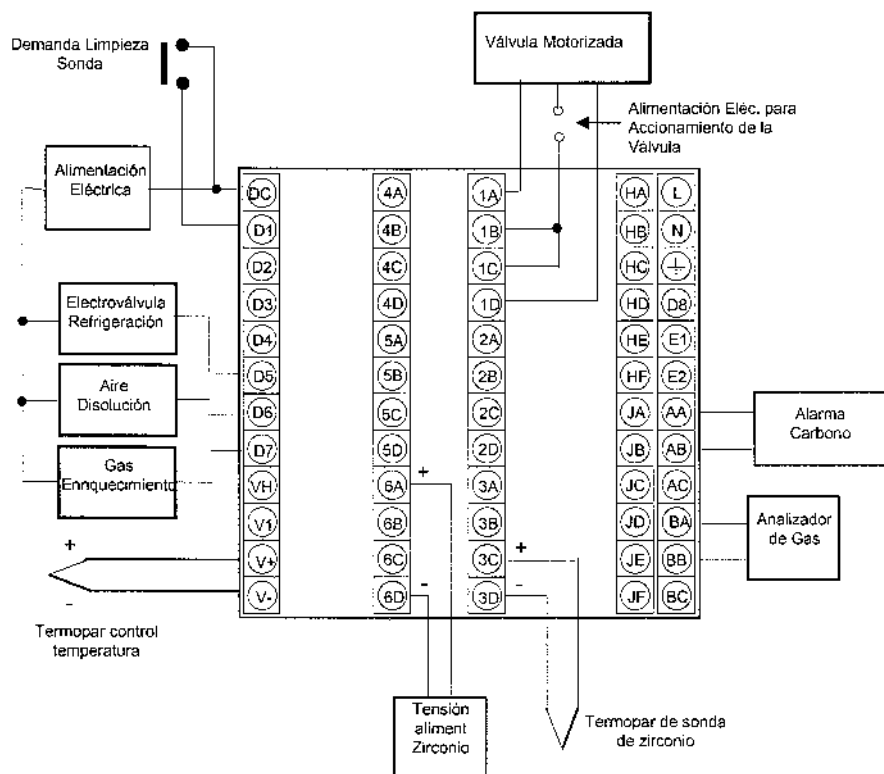 Demanda Limpieza
Sonda
Válvula Motorizada
Alimentación Eléc. para
Accionamiento de la
Válvula
Alimentación
Eléctrica
Electroválvula
Refrigeración
Aire
Disolución
Gas
Ennquecimiento
+
-
Termopar control
temperatura
DC
D1
D2
D3
D4
D5
D6
D7
VH
V1
V+
V-
4A
4B
4C
4D
5A
5B
5C
5D
6A
6B
6C
6D
+
-
1A
1B
1C
1D
2A
2B
2C
2D
3A
3B
3C
3D
+
-
HA
HB
HC
HD
HE
HF
JA
JB
JC
JD
JE
JF
L
N
D8
E1
E2
AA
AB
AC
BA
BB
BC
Alarma
Carbono
Analizador
de Gas
Tensión
aliment
Zirconio
Termopar de sonda
de zirconio